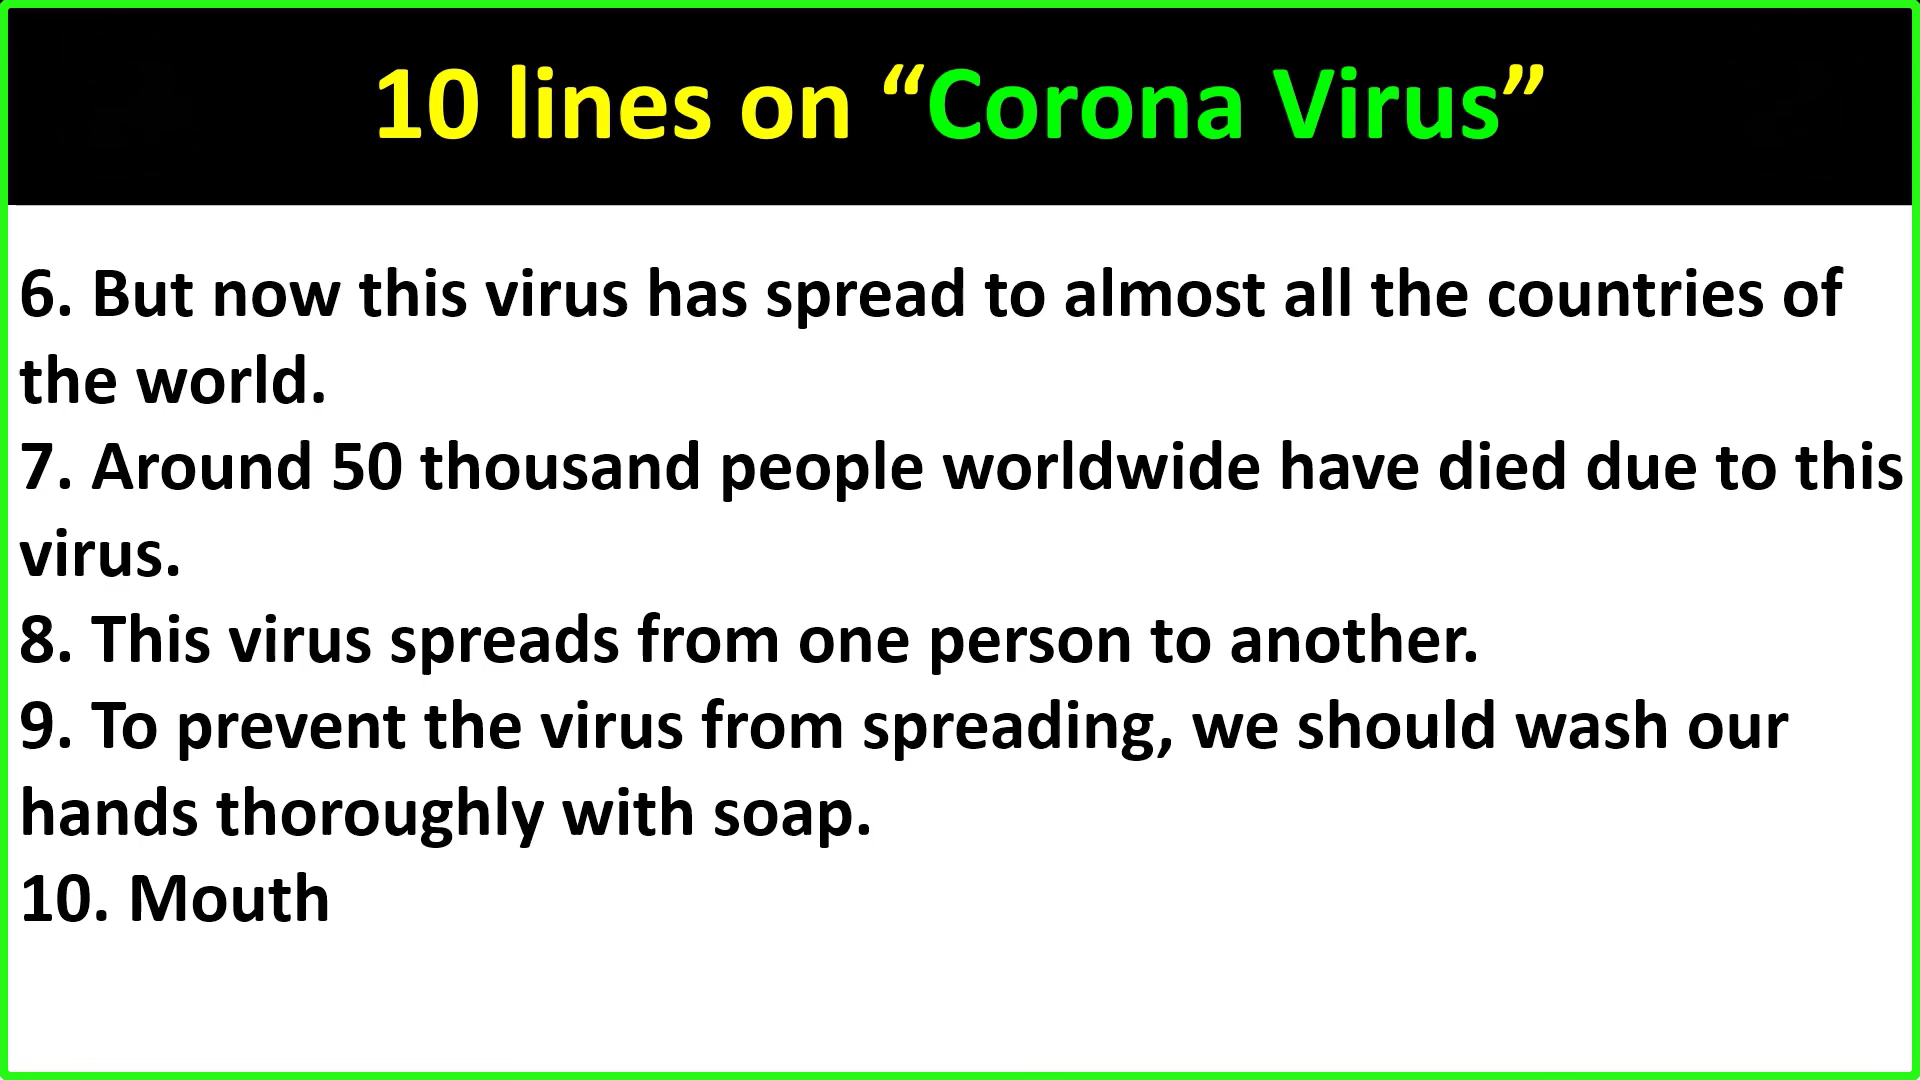 10 lines on “Corona Virus”
6. But now this virus has spread to almost all the countries of
the world.
7. Around 50 thousand people worldwide have died due to this
virus.
8. This virus spreads from one person to another.
9. To prevent the virus from spreading, we should wash our
hands thoroughly with soap.
10. Mouth